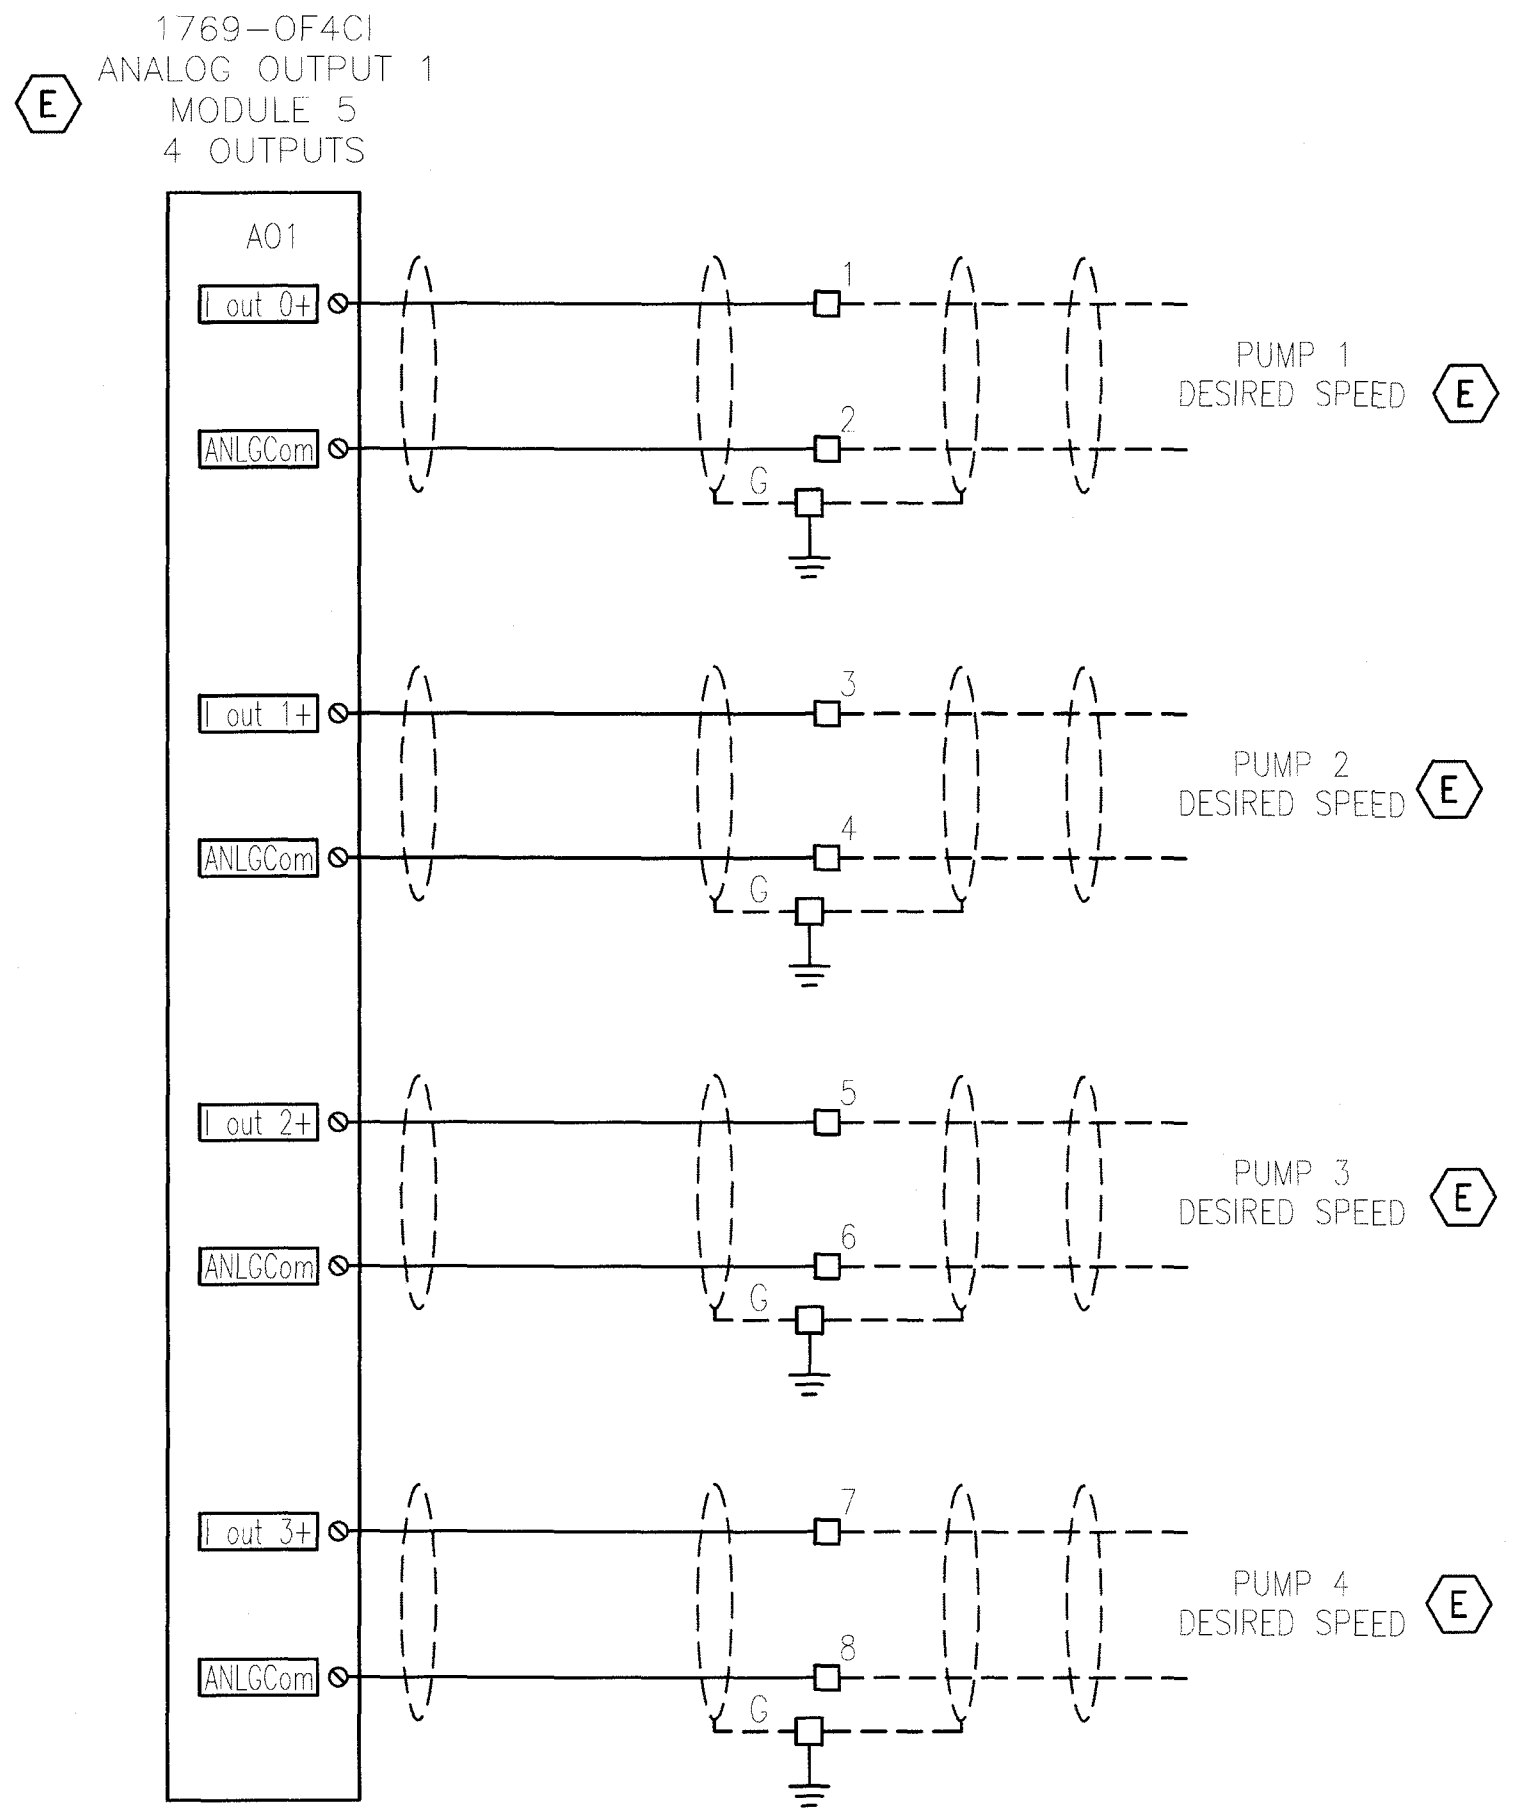 1769-OF4CI
ANALOG OUTPUT 1
MODULE 5
4 OUTPUTS
E
AO1
I out 0+
1
PUMP 1
DESIRED SPEED
E
ANLGCom
2
G
I out 1+
3
PUMP 2
DESIRED SPEED
E
ANLGCom
4
G
I out 2+
5
PUMP 3
DESIRED SPEED
E
ANLGCom
6
G
I out 3+
7
PUMP 4
DESIRED SPEED
E
ANLGCom
8
G